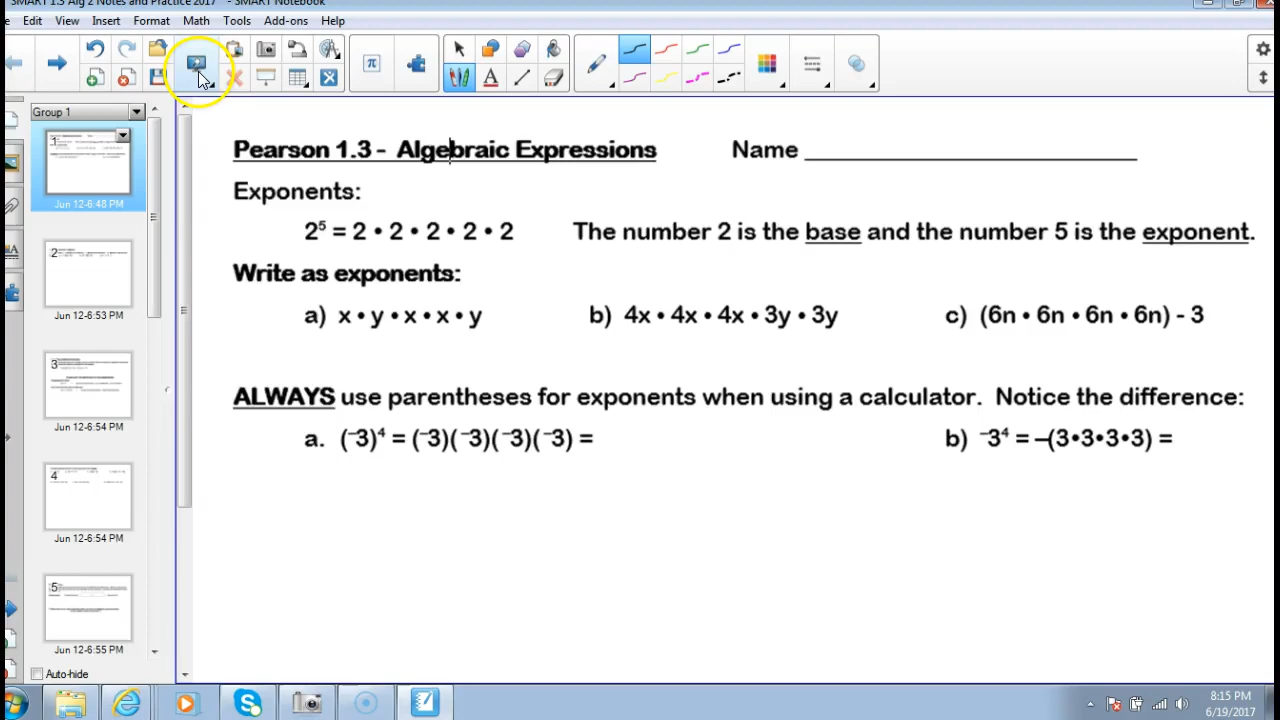 SMART 1.3 Alg 2 Notes and Practice 2017 - SMART Notebook
Edit View Insert Format Math Tools Add-ons Help
Group 1
1
Jun 12-6:48 PM
2
Jun 12-6:53 PM
3
Jun 12-6:54 PM
4
Jun 12-6:54 PM
5
Jun 12-6:55 PM
Auto-hide
Pearson 1.3 - Algebraic Expressions Name ____________________
Exponents:
2⁵ = 2 • 2 • 2 • 2 • 2 The number 2 is the base and the number 5 is the exponent.
Write as exponents:
a) x • y • x • x • y b) 4x • 4x • 4x • 3y • 3y c) (6n • 6n • 6n • 6n) - 3
ALWAYS use parentheses for exponents when using a calculator. Notice the difference:
a. (⁻3)⁴ = (⁻3)(⁻3)(⁻3)(⁻3) = b) ⁻3⁴ = –(3•3•3•3) =
8:15 PM
6/19/2017